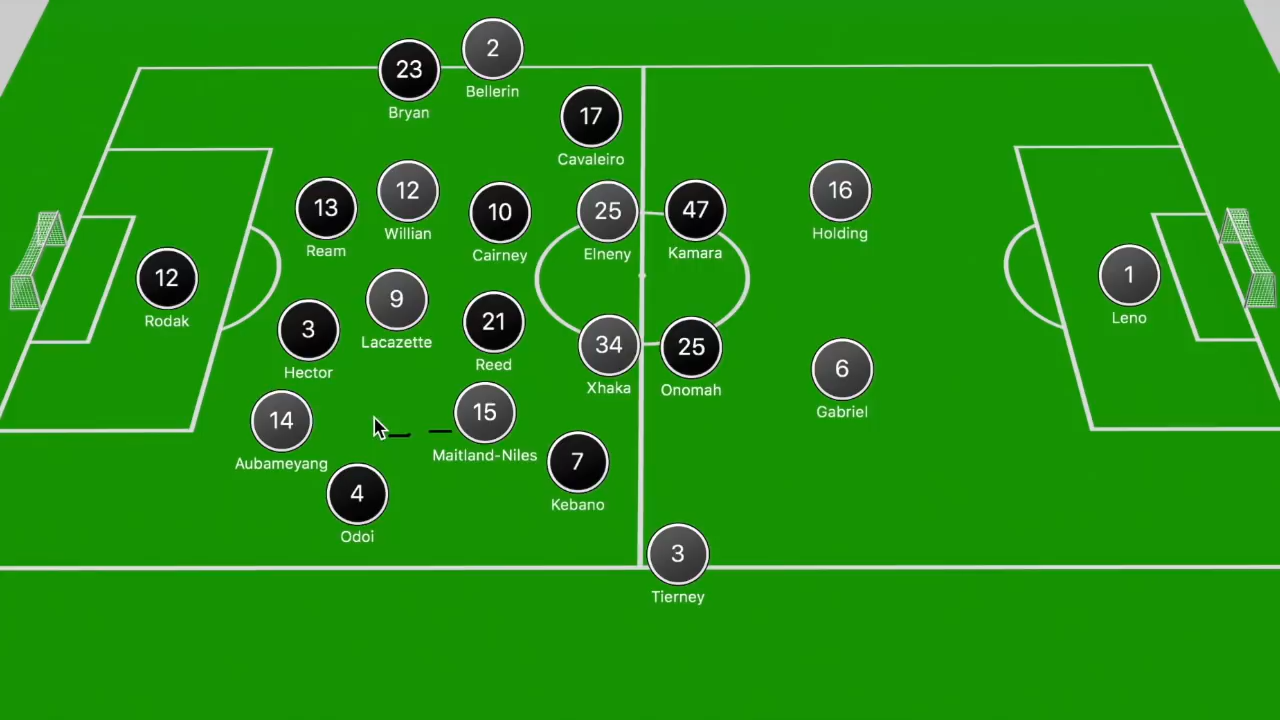 2
Bellerin
23
Bryan
17
Cavaleiro
12
Willian
16
Holding
13
Ream
10
Cairney
25
Elneny
47
Kamara
12
Rodak
1
Leno
9
Lacazette
3
Hector
21
Reed
34
Xhaka
25
Onomah
6
Gabriel
14
Aubameyang
15
Maitland-Niles
7
Kebano
4
Odoi
3
Tierney